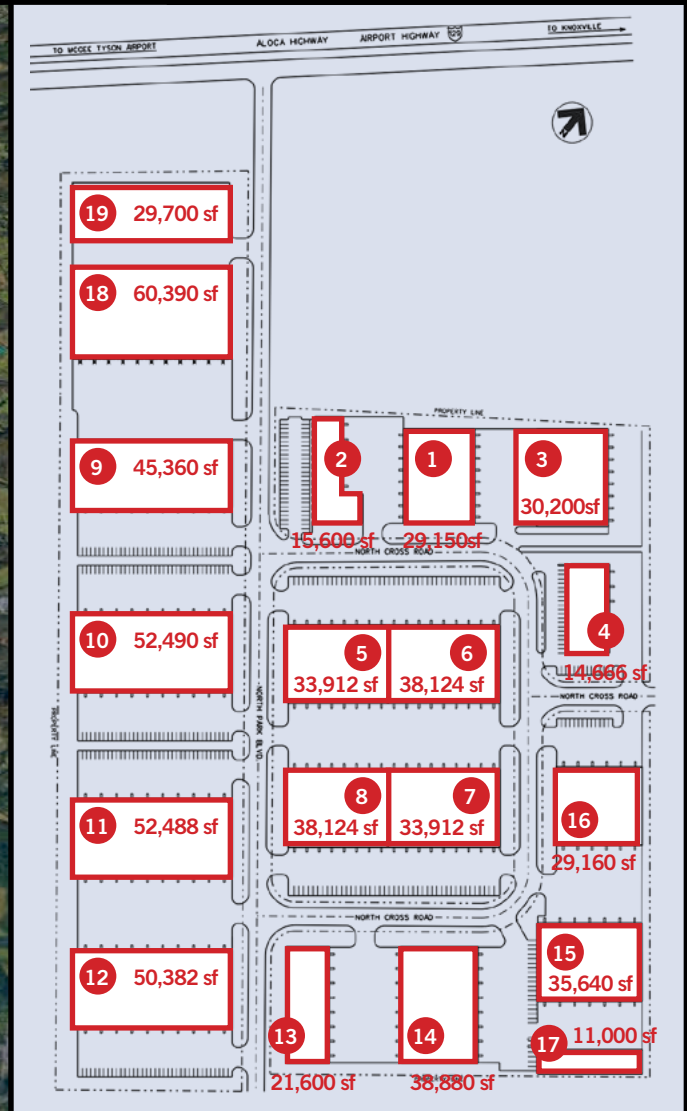 TO MCGEE TYSON AIRPORT
ALOCA HIGHWAY
AIRPORT HIGHWAY
129
TO KNOXVILLE
N
19 29,700 sf
18 60,390 sf
PROPERTY LINE
9 45,360 sf
2
15,600 sf
1
29,150sf
3
30,200sf
NORTH CROSS ROAD
4
14,666 sf
10 52,490 sf
5
33,912 sf
6
38,124 sf
NORTH CROSS ROAD
PROPERTY LINE
NORTH PARK BLVD.
11 52,488 sf
8
38,124 sf
7
33,912 sf
16
29,160 sf
NORTH CROSS ROAD
12 50,382 sf
13
21,600 sf
14
38,880 sf
15
35,640 sf
17 11,000 sf